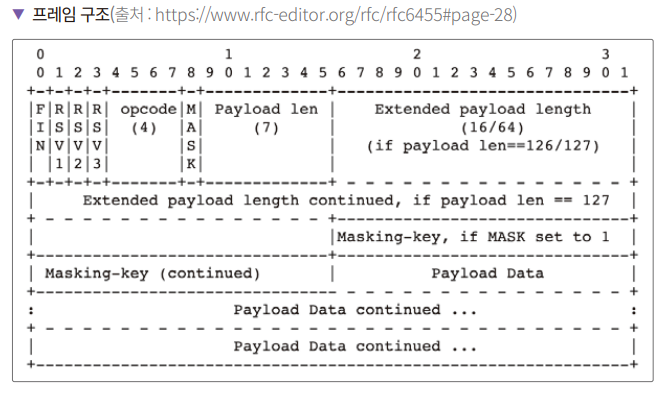 ▼ 프레임 구조(출처 : https://www.rfc-editor.org/rfc/rfc6455#page-28)
 0                   1                   2                   3
 0 1 2 3 4 5 6 7 8 9 0 1 2 3 4 5 6 7 8 9 0 1 2 3 4 5 6 7 8 9 0 1
+-+-+-+-+-------+-+-------------+-------------------------------+
|F|R|R|R| opcode|M| Payload len |    Extended payload length    |
|I|S|S|S|  (4)  |A|     (7)     |             (16/64)           |
|N|V|V|V|       |S|             |   (if payload len==126/127)   |
| |1|2|3|       |K|             |                               |
+-+-+-+-+-------+-+-------------+ - - - - - - - - - - - - - - - +
|     Extended payload length continued, if payload len == 127  |
+ - - - - - - - - - - - - - - - +-------------------------------+
|                               |Masking-key, if MASK set to 1  |
+-------------------------------+-------------------------------+
| Masking-key (continued)       |          Payload Data         |
+-------------------------------- - - - - - - - - - - - - - - - +
:                     Payload Data continued ...                :
+ - - - - - - - - - - - - - - - - - - - - - - - - - - - - - - - +
|                     Payload Data continued ...                |
+---------------------------------------------------------------+